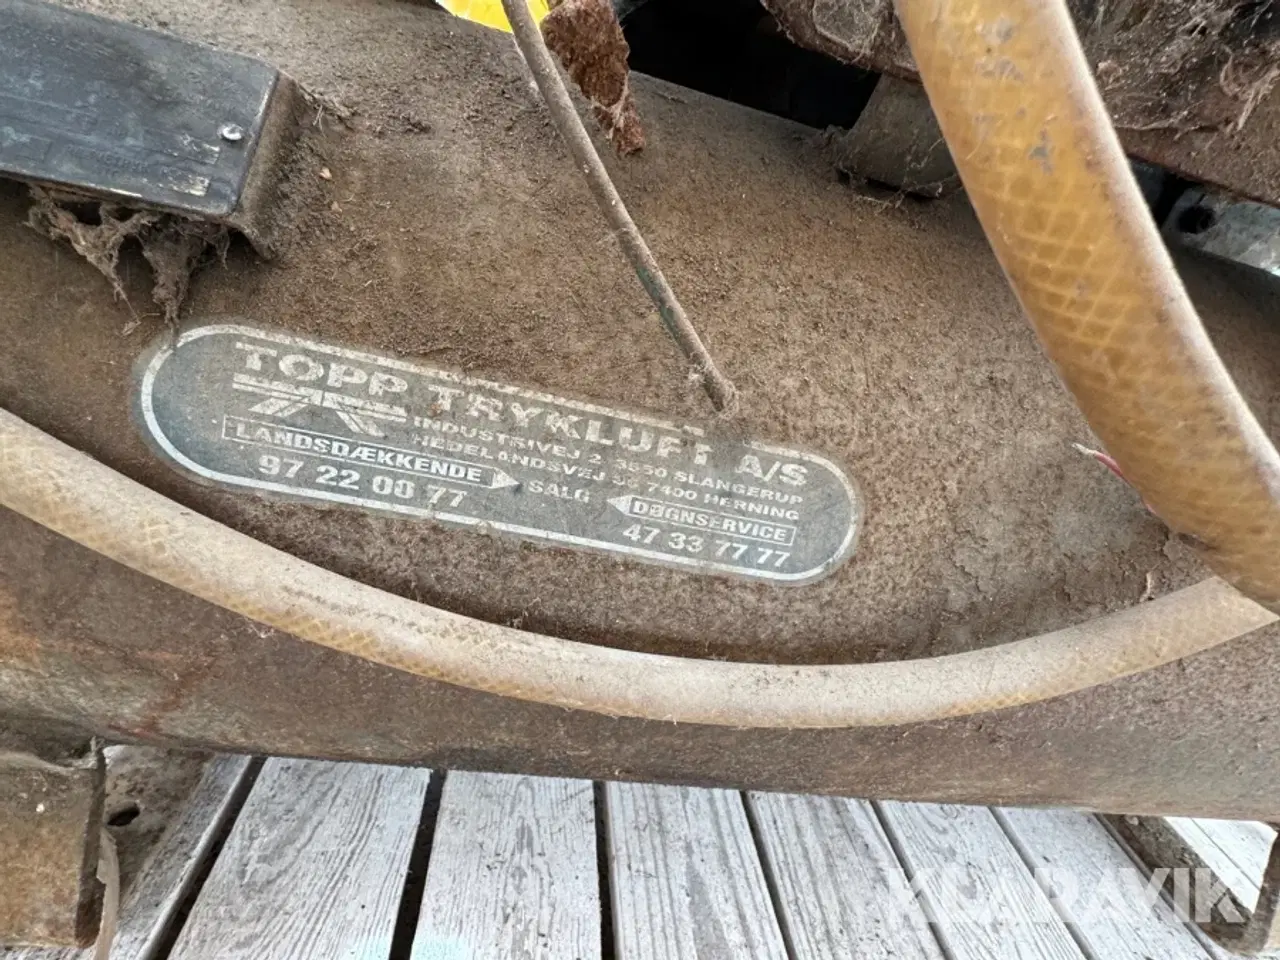 TOPP TRYKLUFT A/S
INDUSTRIVEJ 2, 3550 SLANGERUP
HEDELANDSVEJ 7400 HERNING
LANDSDÆKKENDE SALG DØGNSERVICE
97 22 00 77 47 33 77 77
KLARAVIK